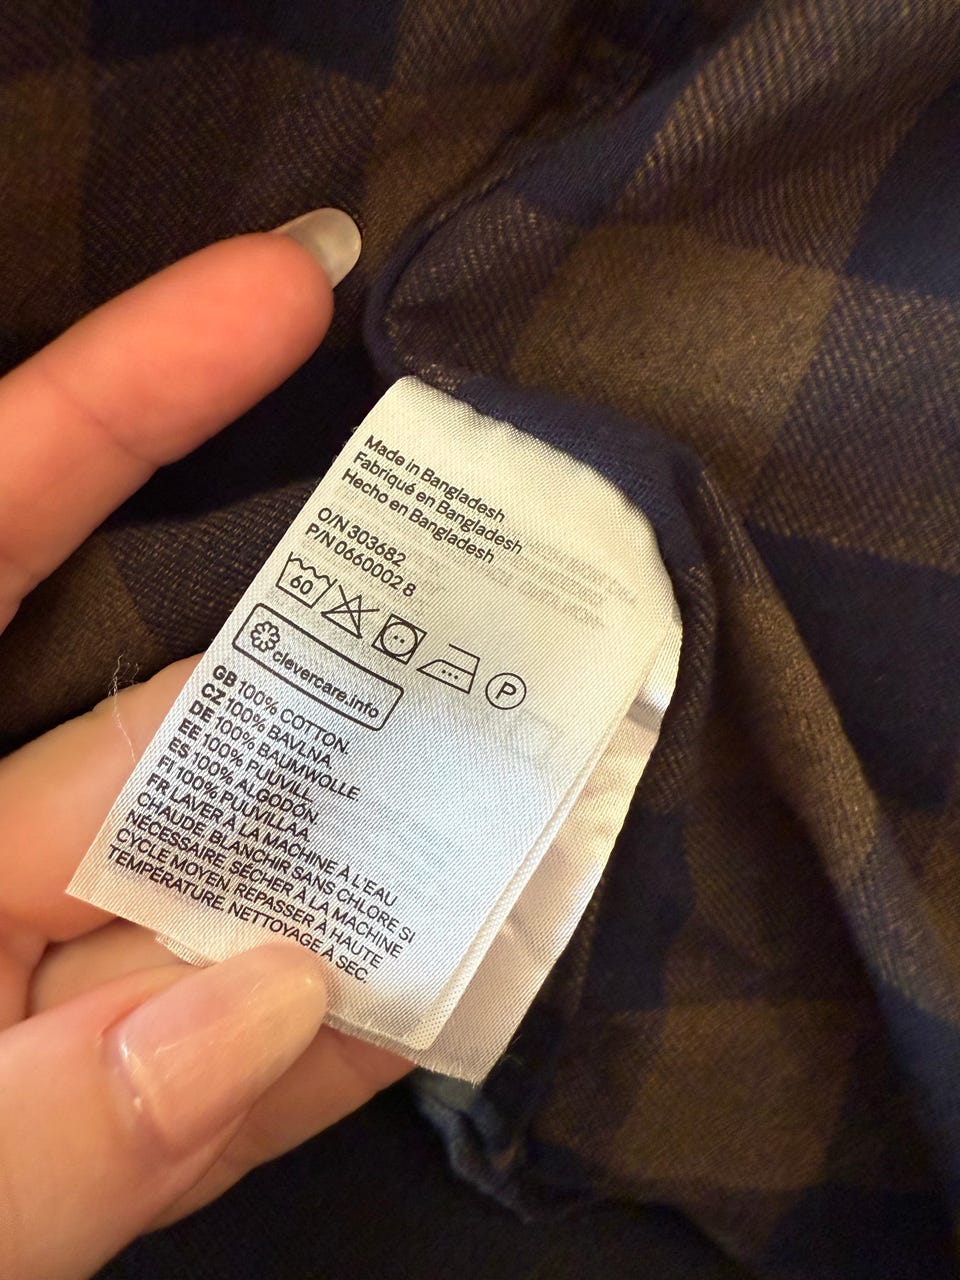 Made in Bangladesh
Fabriqué en Bangladesh
Hecho en Bangladesh
O/N 303682
P/N 0660002 8
60
P
clevercare.info
GB 100% COTTON.
CZ 100% BAVLNA.
DE 100% BAUMWOLLE.
EE 100% PUUVILL.
ES 100% ALGODÓN.
FI 100% PUUVILLAA.
FR LAVER À LA MACHINE À L'EAU
CHAUDE. BLANCHIR SANS CHLORE SI
NÉCESSAIRE. SÉCHER À LA MACHINE
CYCLE MOYEN. REPASSER À HAUTE
TEMPÉRATURE. NETTOYAGE À SEC.